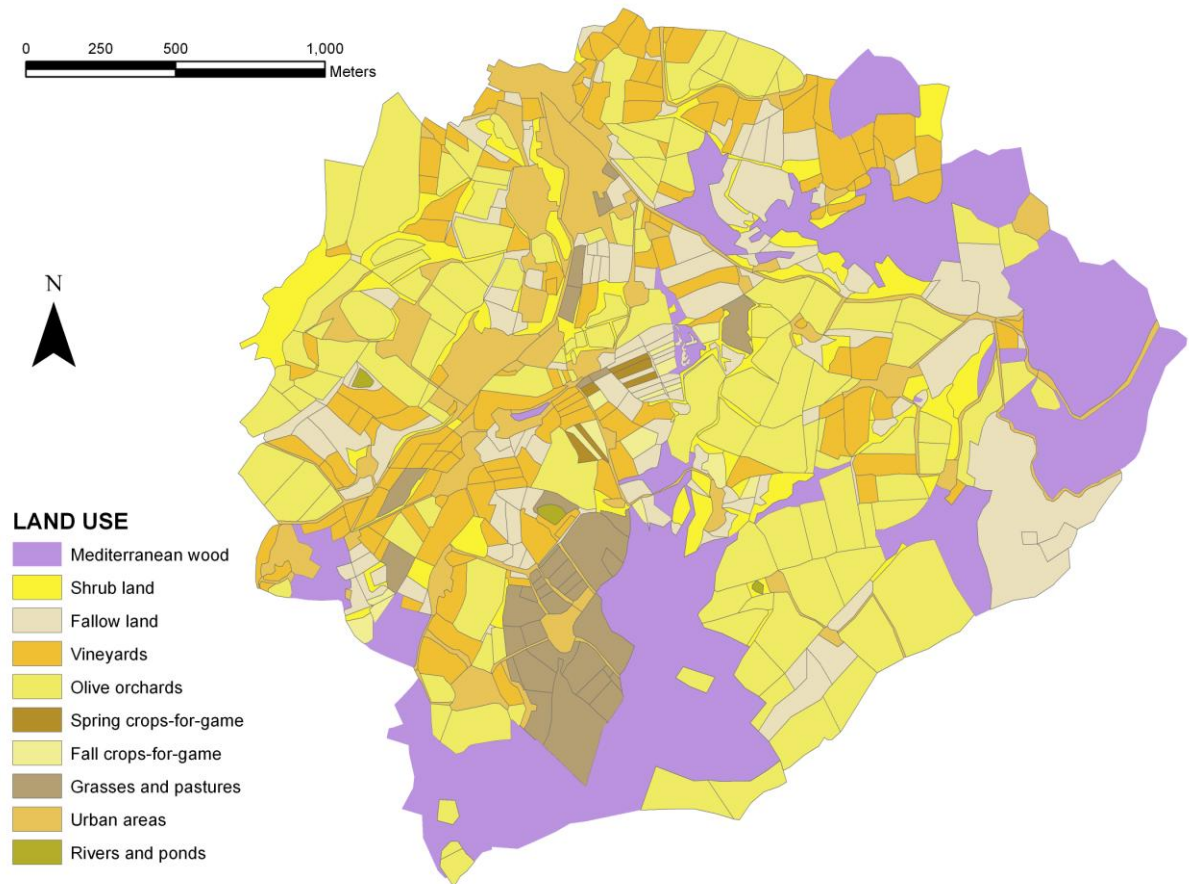 0 250 500 1,000
Meters
N
LAND USE
Mediterranean wood
Shrub land
Fallow land
Vineyards
Olive orchards
Spring crops-for-game
Fall crops-for-game
Grasses and pastures
Urban areas
Rivers and ponds